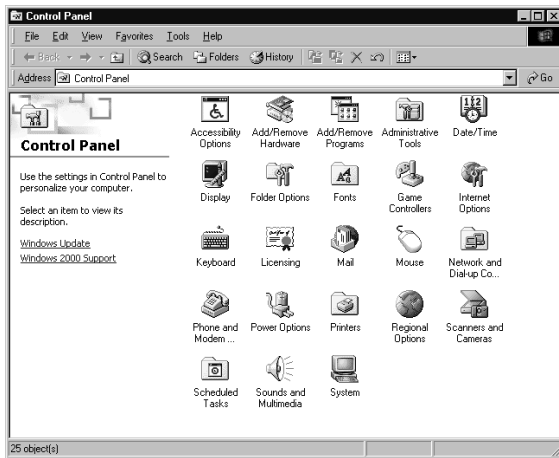 Control Panel
File Edit View Favorites Tools Help
Back Search Folders History
Address Control Panel Go
Control Panel
Use the settings in Control Panel to
personalize your computer.
Select an item to view its
description.
Windows Update
Windows 2000 Support
Accessibility Options
Add/Remove Hardware
Add/Remove Programs
Administrative Tools
Date/Time
Display
Folder Options
Fonts
Game Controllers
Internet Options
Keyboard
Licensing
Mail
Mouse
Network and Dial-up Co...
Phone and Modem ...
Power Options
Printers
Regional Options
Scanners and Cameras
Scheduled Tasks
Sounds and Multimedia
System
25 object(s)